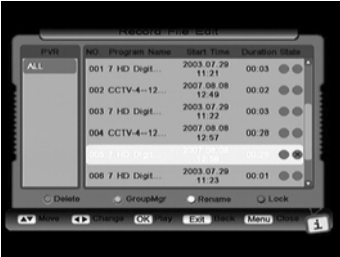 Record File Edit
PVR NO. Program Name Start Time Duration State
ALL
001 7 HD Digit... 2003.07.29 11:21 00:03
002 CCTV-4--12... 2007.08.08 12:49 00:02
003 7 HD Digit... 2003.07.29 11:22 00:03
004 CCTV-4--12... 2007.08.08 12:57 00:28
005 7 HD Digit...
006 7 HD Digit... 2003.07.29 11:23 00:01
Delete GroupMgr Rename Lock
Move Change OK Play Exit Back Menu Close